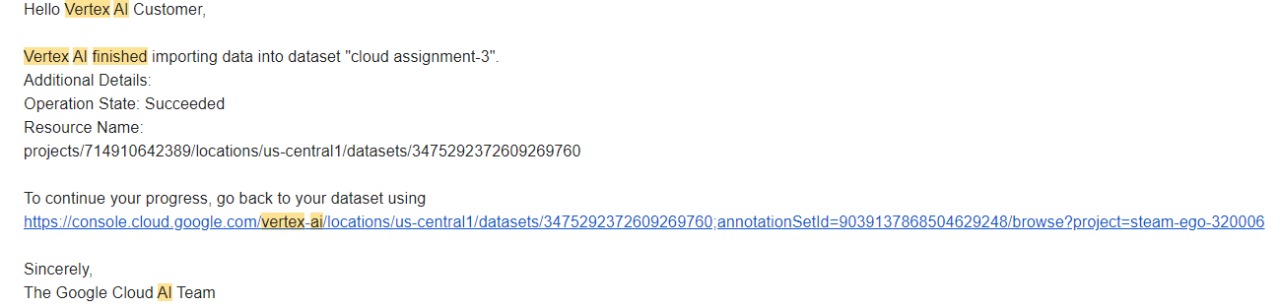 Hello Vertex AI Customer,
Vertex AI finished importing data into dataset "cloud assignment-3".
Additional Details:
Operation State: Succeeded
Resource Name:
projects/714910642389/locations/us-central1/datasets/3475292372609269760
To continue your progress, go back to your dataset using
https://console.cloud.google.com/vertex-ai/locations/us-central1/datasets/3475292372609269760;annotationSetId=9039137868504629248/browse?project=steam-ego-320006
Sincerely,
The Google Cloud AI Team